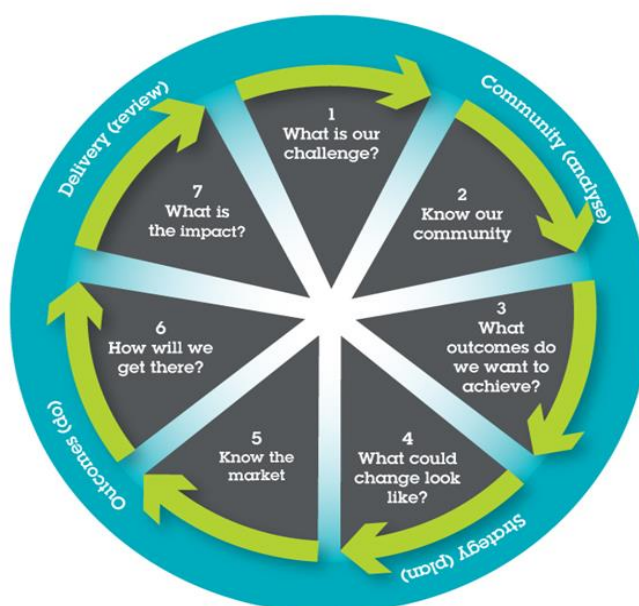 1
What is our
challenge?
Community (analyse)
2
Know our
community
3
What
outcomes do
we want to
achieve?
Strategy (plan)
4
What could
change look
like?
5
Know the
market
Outcomes (do)
6
How will we
get there?
Delivery (review)
7
What is
the impact?